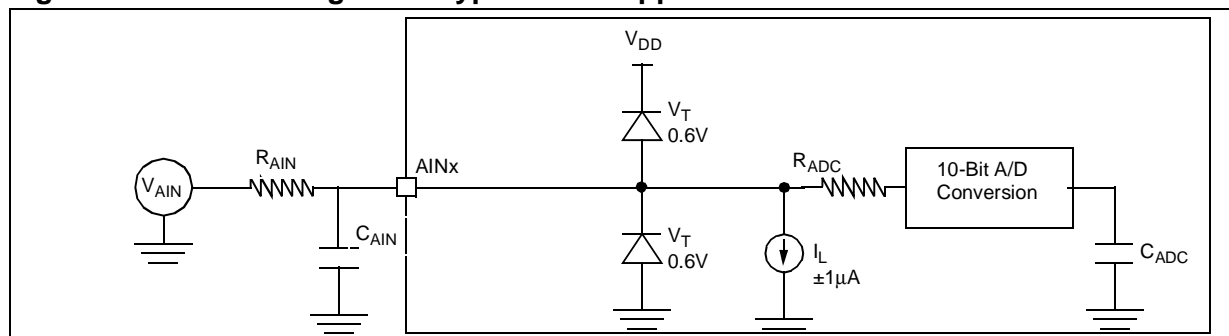 V_DD
V_T
0.6V
R_AIN
AINx
R_ADC
10-Bit A/D
Conversion
V_AIN
C_AIN
V_T
0.6V
I_L
±1μA
C_ADC